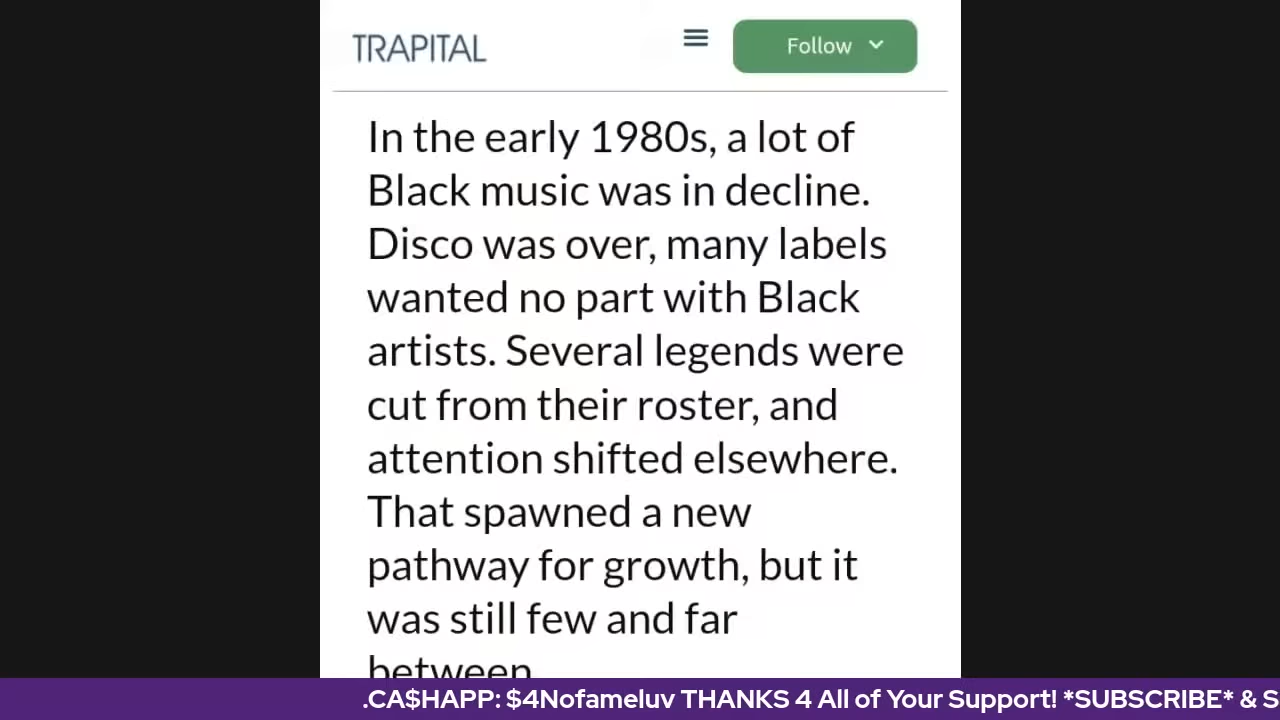 TRAPITAL
Follow
In the early 1980s, a lot of
Black music was in decline.
Disco was over, many labels
wanted no part with Black
artists. Several legends were
cut from their roster, and
attention shifted elsewhere.
That spawned a new
pathway for growth, but it
was still few and far
between
.CA$HAPP: $4Nofameluv THANKS 4 All of Your Support! *SUBSCRIBE* & S